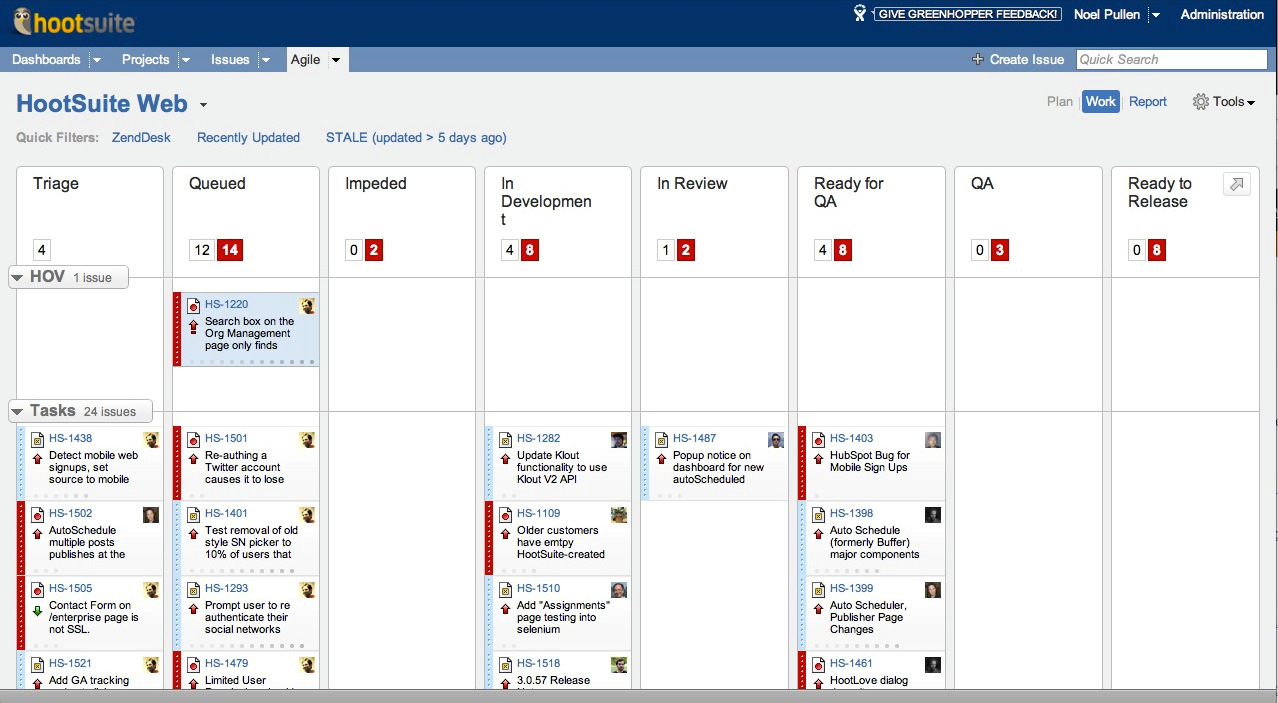 hootsuite
GIVE GREENHOPPER FEEDBACK!
Noel Pullen
Administration
Dashboards
Projects
Issues
Agile
Create Issue
Quick Search
HootSuite Web
Plan
Work
Report
Tools
Quick Filters:
ZendDesk
Recently Updated
STALE (updated > 5 days ago)
Triage
4
Queued
12 14
Impeded
0 2
In
Developmen
t
4 8
In Review
1 2
Ready for
QA
4 8
QA
0 3
Ready to
Release
0 8
HOV 1 issue
HS-1220
Search box on the
Org Management
page only finds
Tasks 24 issues
HS-1438
Detect mobile web
signups, set
source to mobile
HS-1502
AutoSchedule
multiple posts
publishes at the
HS-1505
Contact Form on
/enterprise page is
not SSL.
HS-1521
Add GA tracking
HS-1501
Re-authing a
Twitter account
causes it to lose
HS-1401
Test removal of old
style SN picker to
10% of users that
HS-1293
Prompt user to re
authenticate their
social networks
HS-1479
Limited User
HS-1282
Update Klout
functionality to use
Klout V2 API
HS-1109
Older customers
have emtpy
HootSuite-created
HS-1510
Add "Assignments"
page testing into
selenium
HS-1518
3.0.57 Release
HS-1487
Popup notice on
dashboard for new
autoScheduled
HS-1403
HubSpot Bug for
Mobile Sign Ups
HS-1398
Auto Schedule
(formerly Buffer)
major components
HS-1399
Auto Scheduler,
Publisher Page
Changes
HS-1461
HootLove dialog